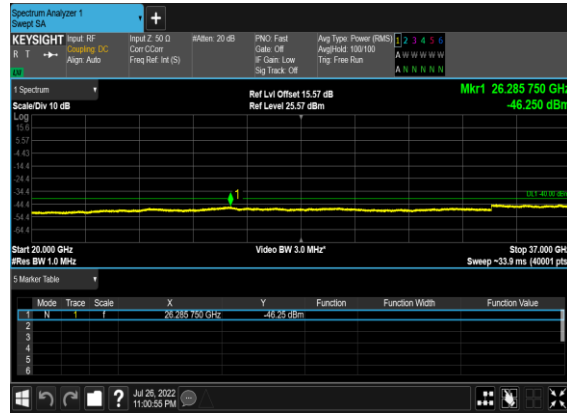 Spectrum Analyzer 1
Swept SA
+
KEYSIGHT Input: RF Input Z: 50 Ω #Atten: 20 dB PNO: Fast Avg Type: Power (RMS) 1 2 3 4 5 6
R T Coupling: DC Corr CCorr Gate: Off Avg|Hold: 100/100 A W W W W W
Align: Auto Freq Ref: Int (S) IF Gain: Low Trig: Free Run
Sig Track: Off A N N N N N
1 Spectrum Ref Lvl Offset 15.57 dB Mkr1 26.285 750 GHz
Scale/Div 10 dB Ref Level 25.57 dBm -46.250 dBm
Log
15.6
5.57
-4.43
-14.4
-24.4
-34.4
1
DL1 -40.00 dBm
-44.4
-54.4
-64.4
Start 20.000 GHz Video BW 3.0 MHz* Stop 37.000 GHz
#Res BW 1.0 MHz Sweep ~33.9 ms (40001 pts)
5 Marker Table
Mode Trace Scale X Y Function Function Width Function Value
1 N 1 f 26.285 750 GHz -46.25 dBm
2
3
4
5
6
? Jul 26, 2022
11:00:55 PM